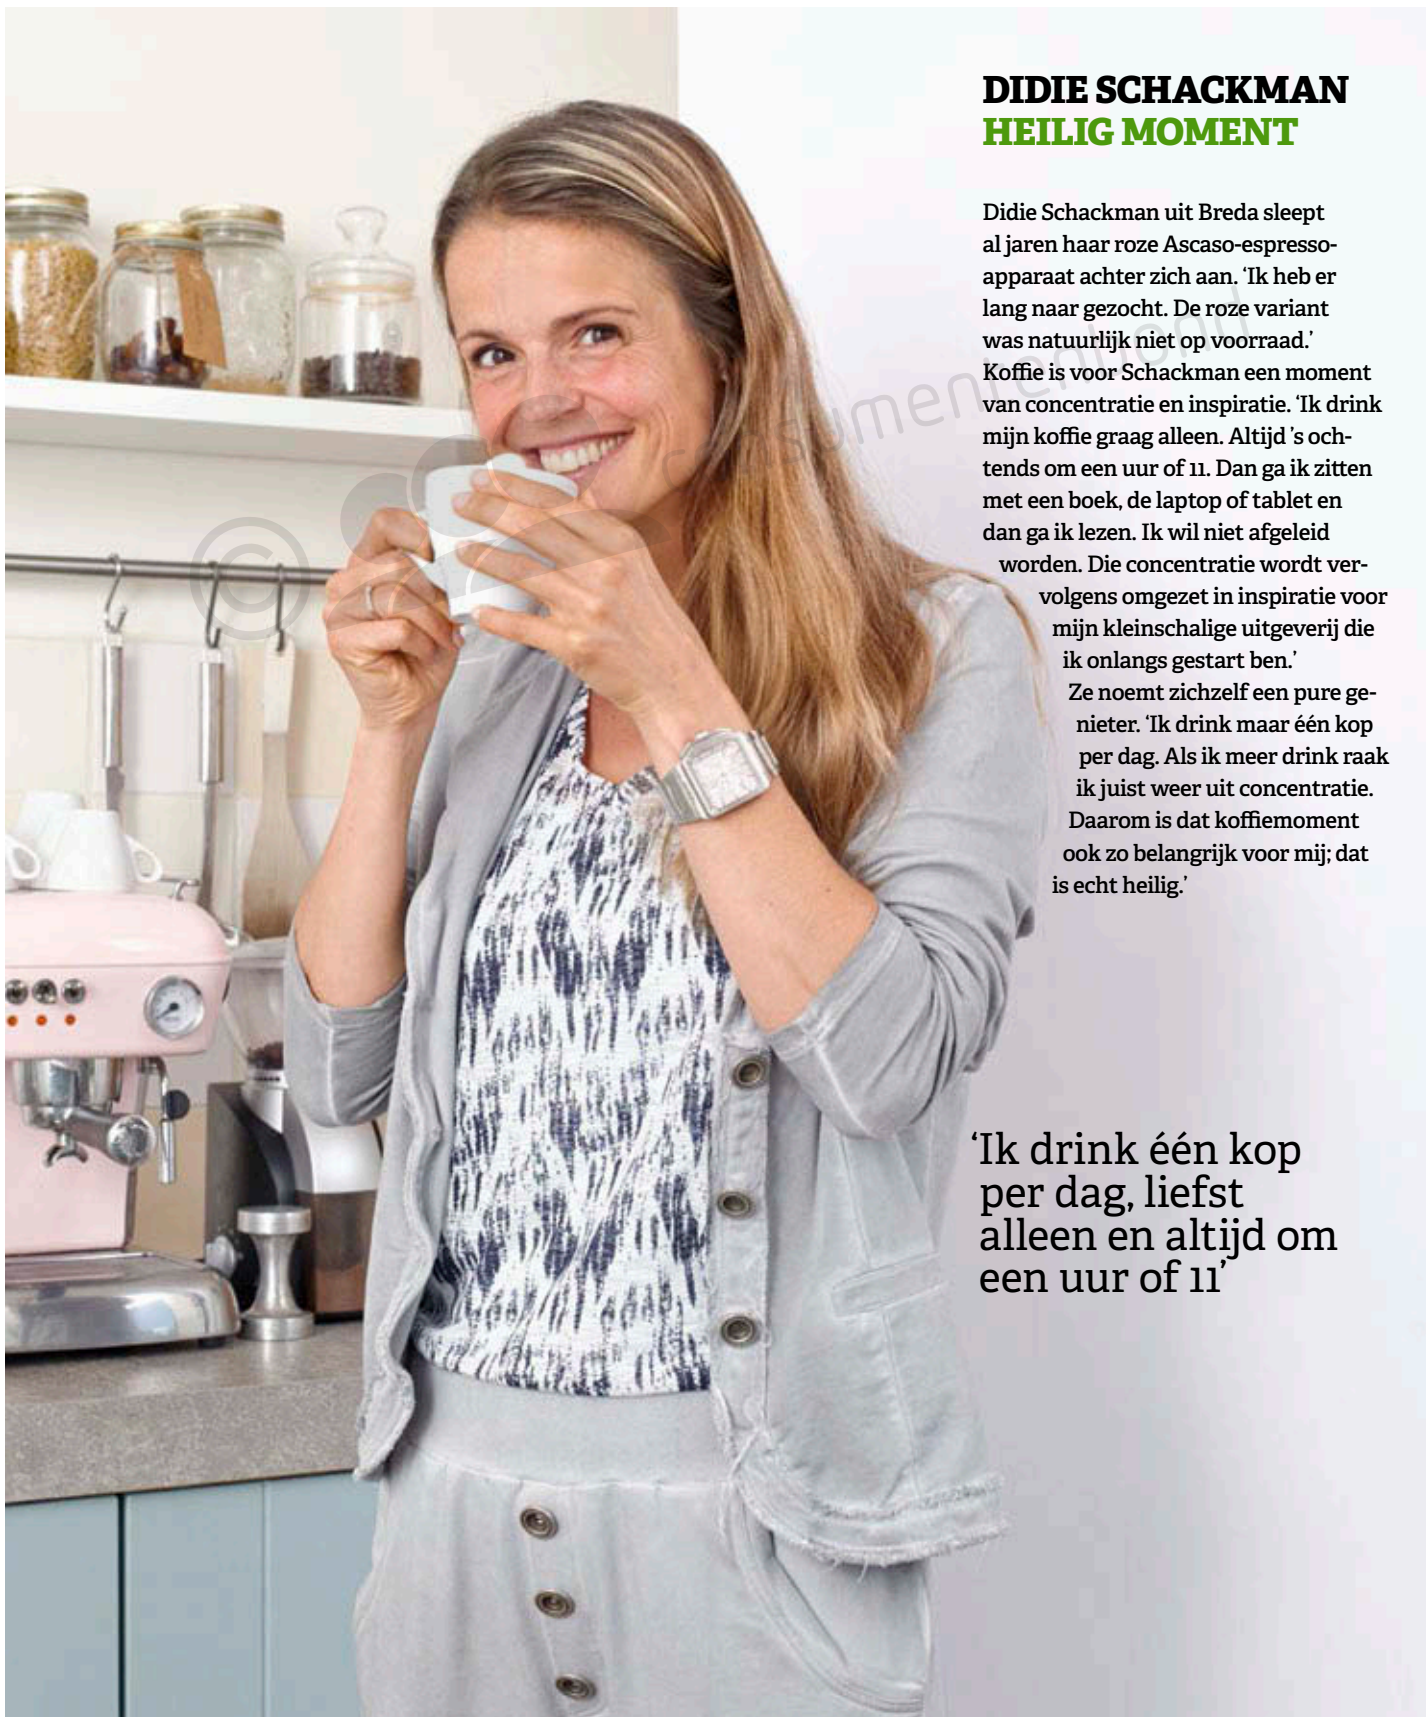 DIDIE SCHACKMAN
HEILIG MOMENT
Didie Schackman uit Breda sleept
al jaren haar roze Ascaso-espresso-
apparaat achter zich aan. ‘Ik heb er
lang naar gezocht. De roze variant
was natuurlijk niet op voorraad.’
Koffie is voor Schackman een moment
van concentratie en inspiratie. ‘Ik drink
mijn koffie graag alleen. Altijd ’s och-
tends om een uur of 11. Dan ga ik zitten
met een boek, de laptop of tablet en
dan ga ik lezen. Ik wil niet afgeleid
worden. Die concentratie wordt ver-
volgens omgezet in inspiratie voor
mijn kleinschalige uitgeverij die
ik onlangs gestart ben.’
Ze noemt zichzelf een pure ge-
nieter. ‘Ik drink maar één kop
per dag. Als ik meer drink raak
ik juist weer uit concentratie.
Daarom is dat koffiemoment
ook zo belangrijk voor mij; dat
is echt heilig.’
‘Ik drink één kop
per dag, liefst
alleen en altijd om
een uur of 11’
© consumentenbond